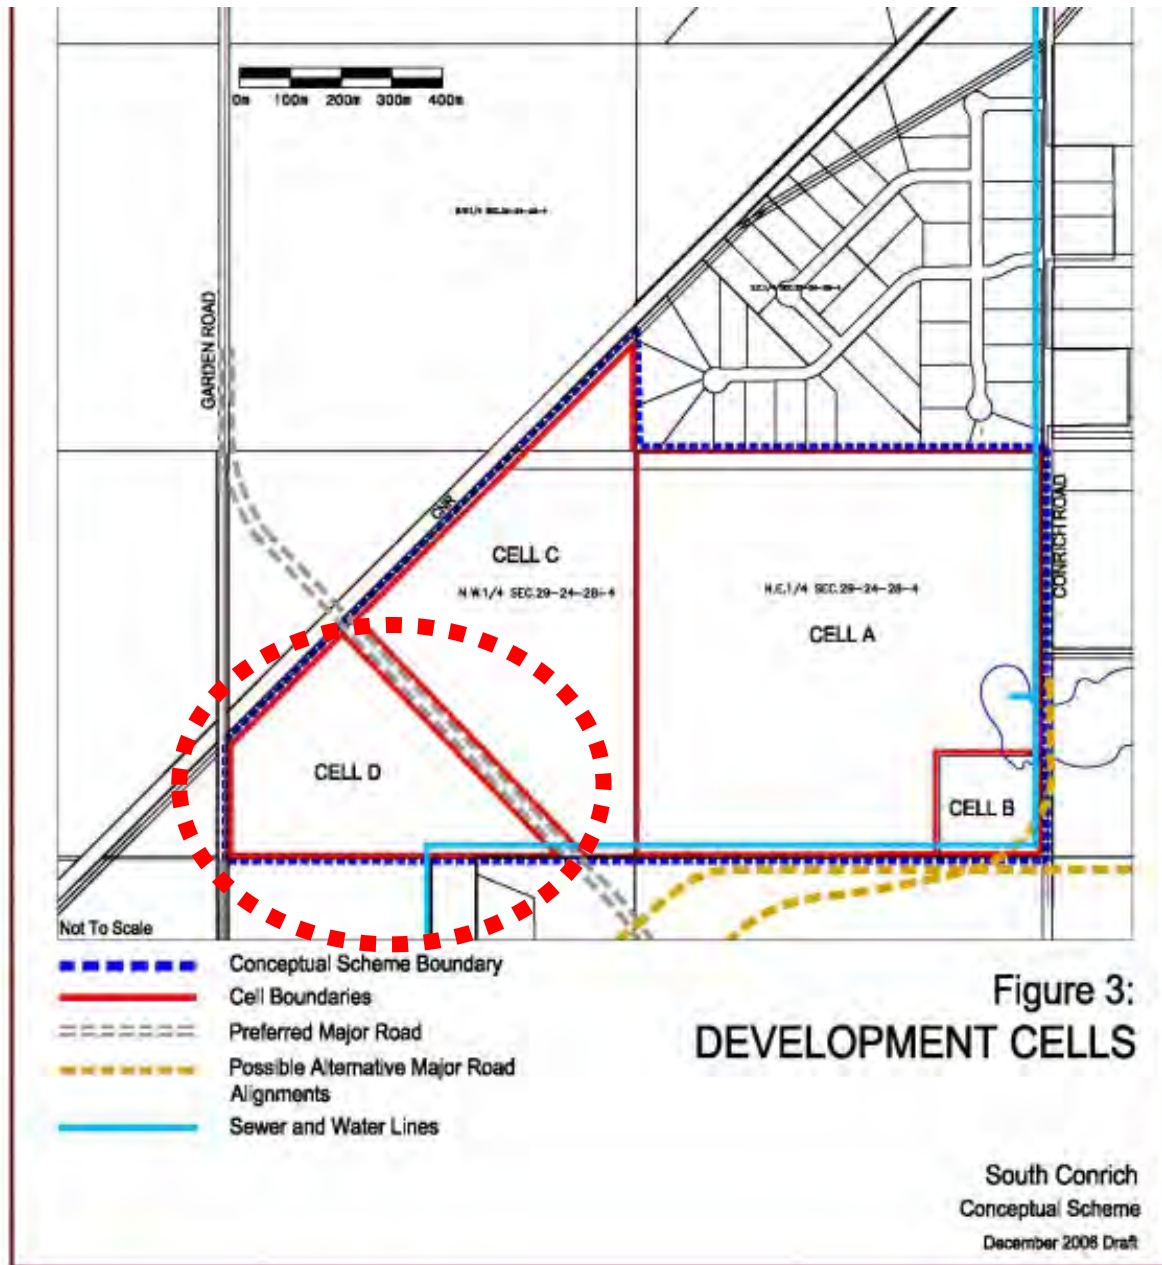 0m 100m 200m 300m 400m
GARDEN ROAD
CNR
CONRICH ROAD
CELL C
N.W.1/4 SEC.29-24-28-4
N.E.1/4 SEC.29-24-28-4
CELL A
CELL D
CELL B
Not To Scale
Conceptual Scheme Boundary
Cell Boundaries
Preferred Major Road
Possible Alternative Major Road
Alignments
Sewer and Water Lines
Figure 3:
DEVELOPMENT CELLS
South Conrich
Conceptual Scheme
December 2006 Draft